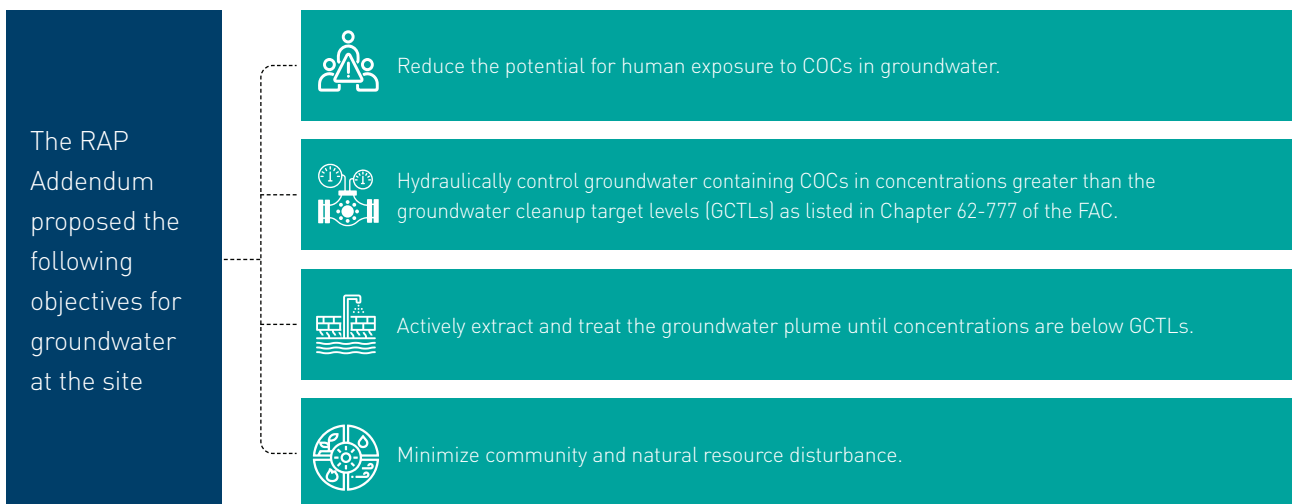 The RAP
Addendum
proposed the
following
objectives for
groundwater
at the site
Reduce the potential for human exposure to COCs in groundwater.
Hydraulically control groundwater containing COCs in concentrations greater than the
groundwater cleanup target levels (GCTLs) as listed in Chapter 62-777 of the FAC.
Actively extract and treat the groundwater plume until concentrations are below GCTLs.
Minimize community and natural resource disturbance.